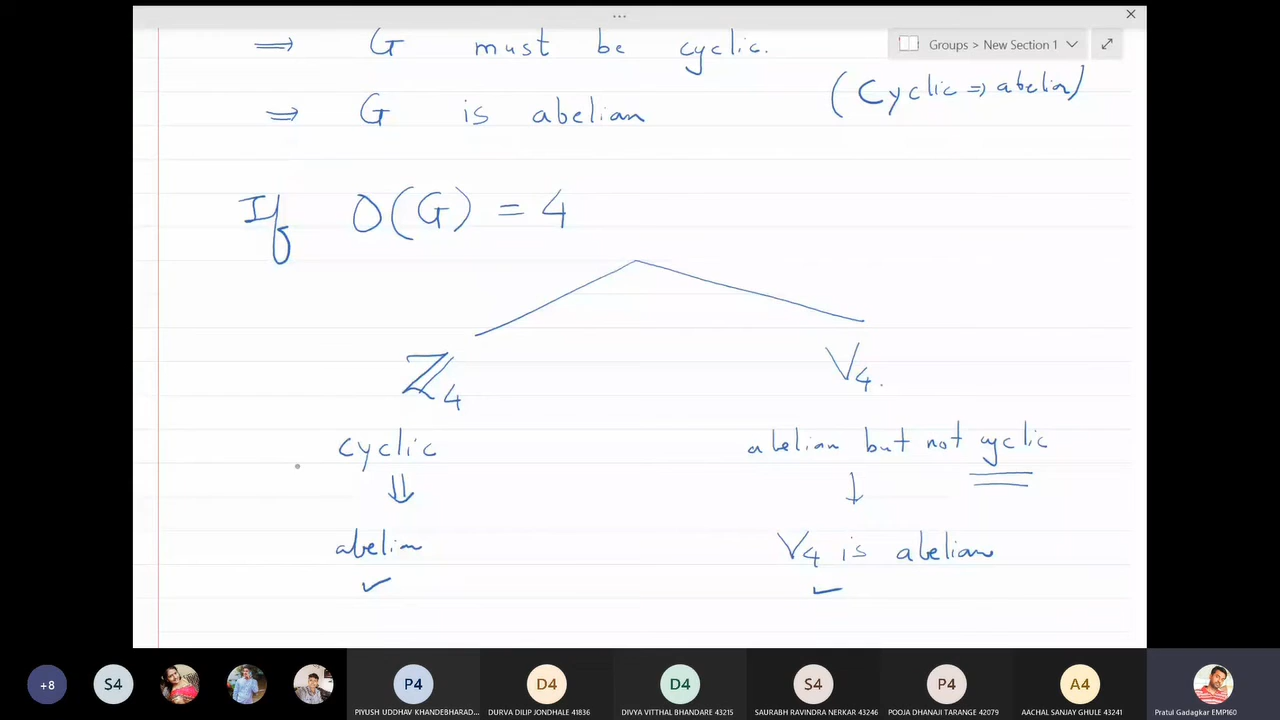 ⇒ G must be cyclic.
Groups > New Section 1
(Cyclic ⇒ abelian)
⇒ G is abelian
If O(G) = 4
ℤ4 V4.
cyclic abelian but not cyclic
⇓ ↓
abelian V4 is abelian
✓ ✓
+8 S4 P4 D4 D4 S4 P4 A4
PIYUSH UDDHAV KHANDEBHARAD... DURVA DILIP JONDHALE 41836 DIVYA VITTHAL BHANDARE 43215 SAURABH RAVINDRA NERKAR 43246 POOJA DHANAJI TARANGE 42079 AACHAL SANJAY GHULE 43241 Pratul Gadagkar EMP160